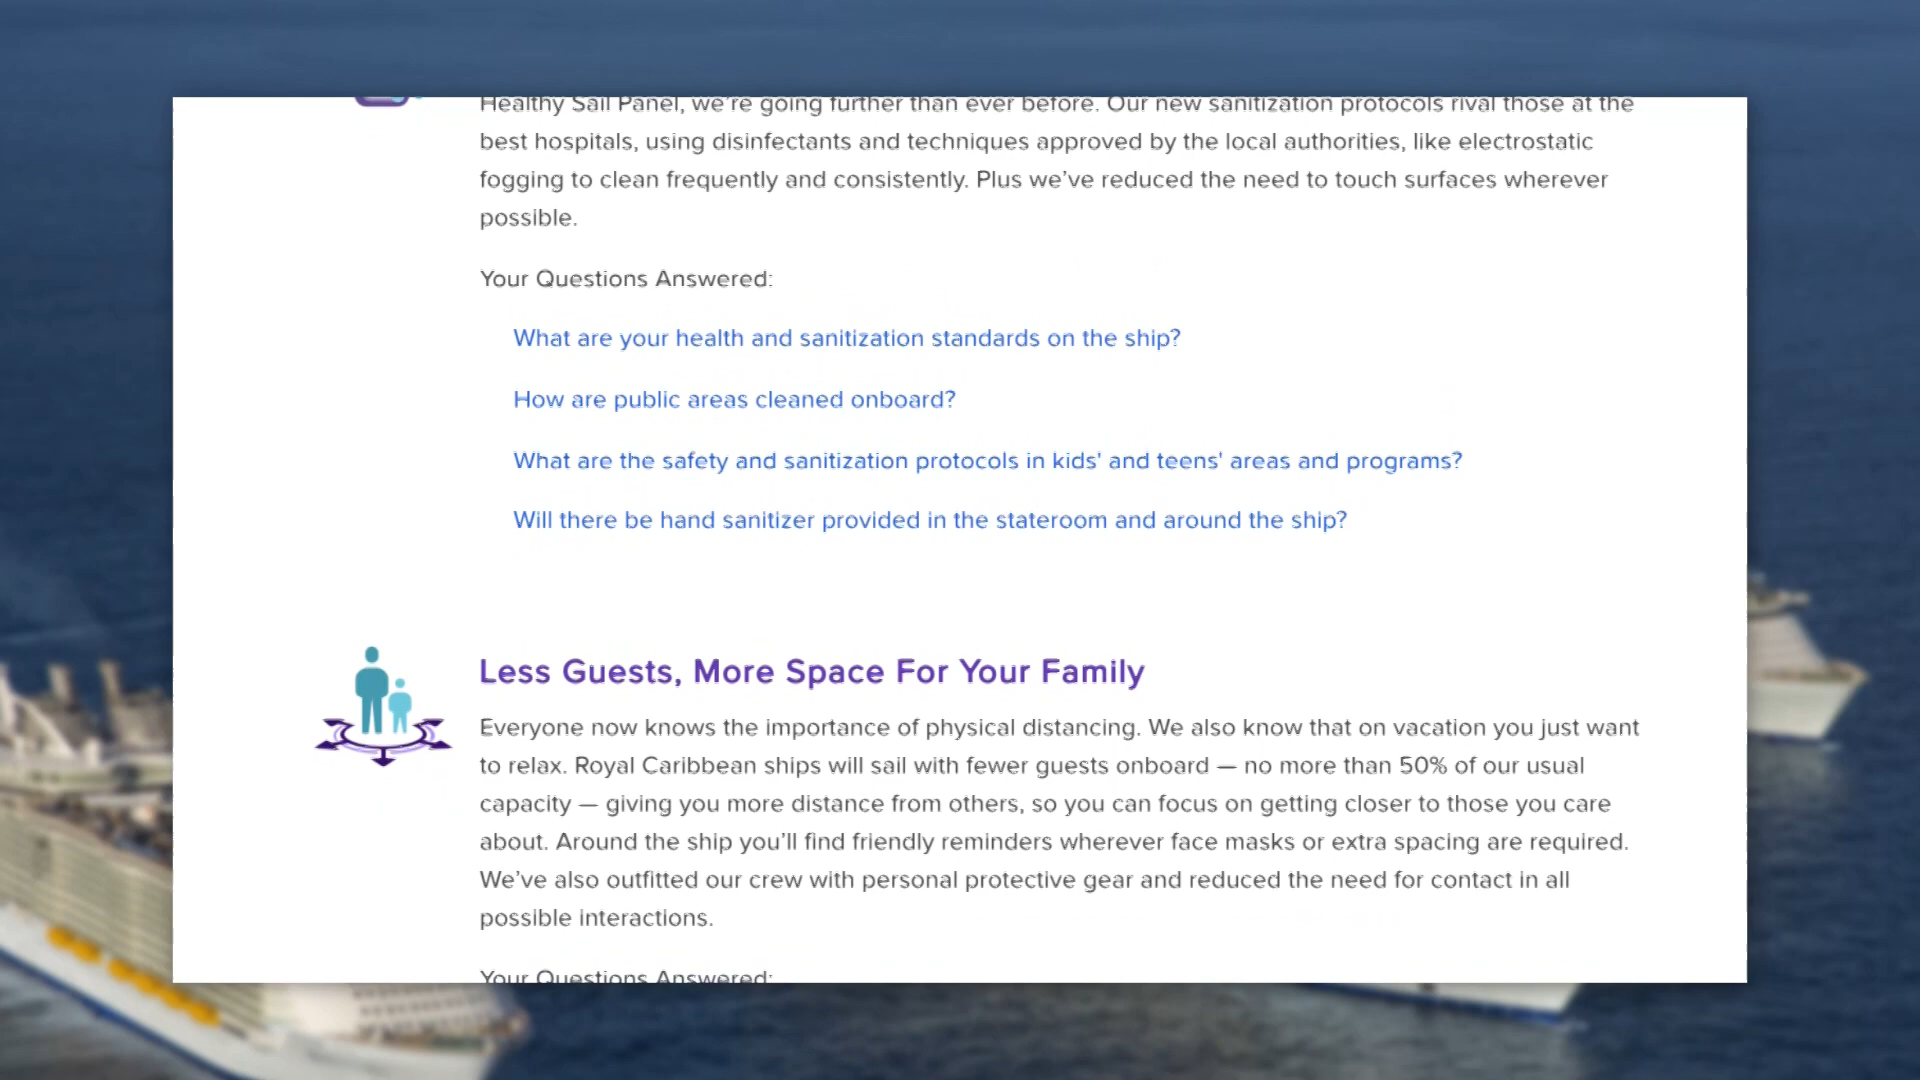 Healthy Sail Panel, we’re going further than ever before. Our new sanitization protocols rival those at the
best hospitals, using disinfectants and techniques approved by the local authorities, like electrostatic
fogging to clean frequently and consistently. Plus we’ve reduced the need to touch surfaces wherever
possible.
Your Questions Answered:
What are your health and sanitization standards on the ship?
How are public areas cleaned onboard?
What are the safety and sanitization protocols in kids' and teens' areas and programs?
Will there be hand sanitizer provided in the stateroom and around the ship?
Less Guests, More Space For Your Family
Everyone now knows the importance of physical distancing. We also know that on vacation you just want
to relax. Royal Caribbean ships will sail with fewer guests onboard — no more than 50% of our usual
capacity — giving you more distance from others, so you can focus on getting closer to those you care
about. Around the ship you’ll find friendly reminders wherever face masks or extra spacing are required.
We’ve also outfitted our crew with personal protective gear and reduced the need for contact in all
possible interactions.
Your Questions Answered: